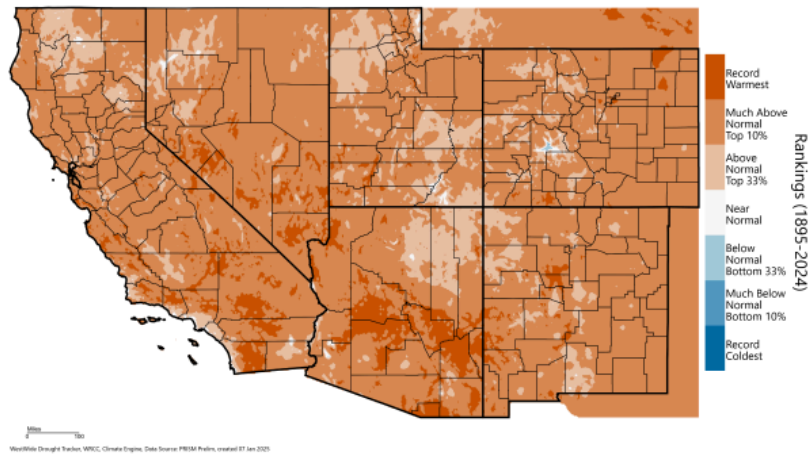 Record
Warmest
Much Above
Normal
Top 10%
Above
Normal
Top 33%
Near
Normal
Below
Normal
Bottom 33%
Much Below
Normal
Bottom 10%
Record
Coldest
Rankings (1895-2024)
Miles
0 100
WestWide Drought Tracker, WRCC, Climate Engine, Data Source: PRISM Prelim, created 07 Jan 2025